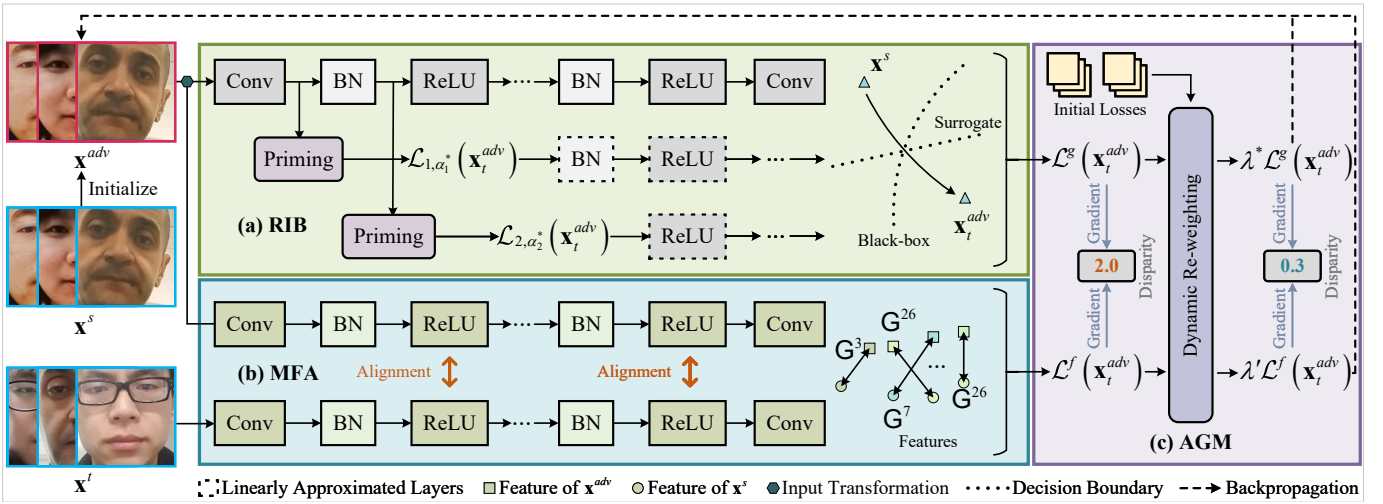 x^{adv}
Initialize
x^s
x^t
Conv BN ReLU ... BN ReLU Conv
x^s
Surrogate
Priming L_{1,α_1^*}(x_t^{adv}) BN ReLU ...
(a) RIB
Priming L_{2,α_2^*}(x_t^{adv}) ReLU ...
x_t^{adv}
Black-box
Conv BN ReLU ... BN ReLU Conv
(b) MFA
Alignment Alignment
Conv BN ReLU ... BN ReLU Conv
G^3 G^{26}
...
G^7 G^{26}
Features
Initial Losses
L^g(x_t^{adv}) λ^*L^g(x_t^{adv})
Gradient Gradient
2.0 Disparity 0.3 Disparity
Gradient Gradient
L^f(x_t^{adv}) λ'L^f(x_t^{adv})
Dynamic Re-weighting
(c) AGM
Linearly Approximated Layers Feature of x^{adv} Feature of x^s Input Transformation Decision Boundary Backpropagation